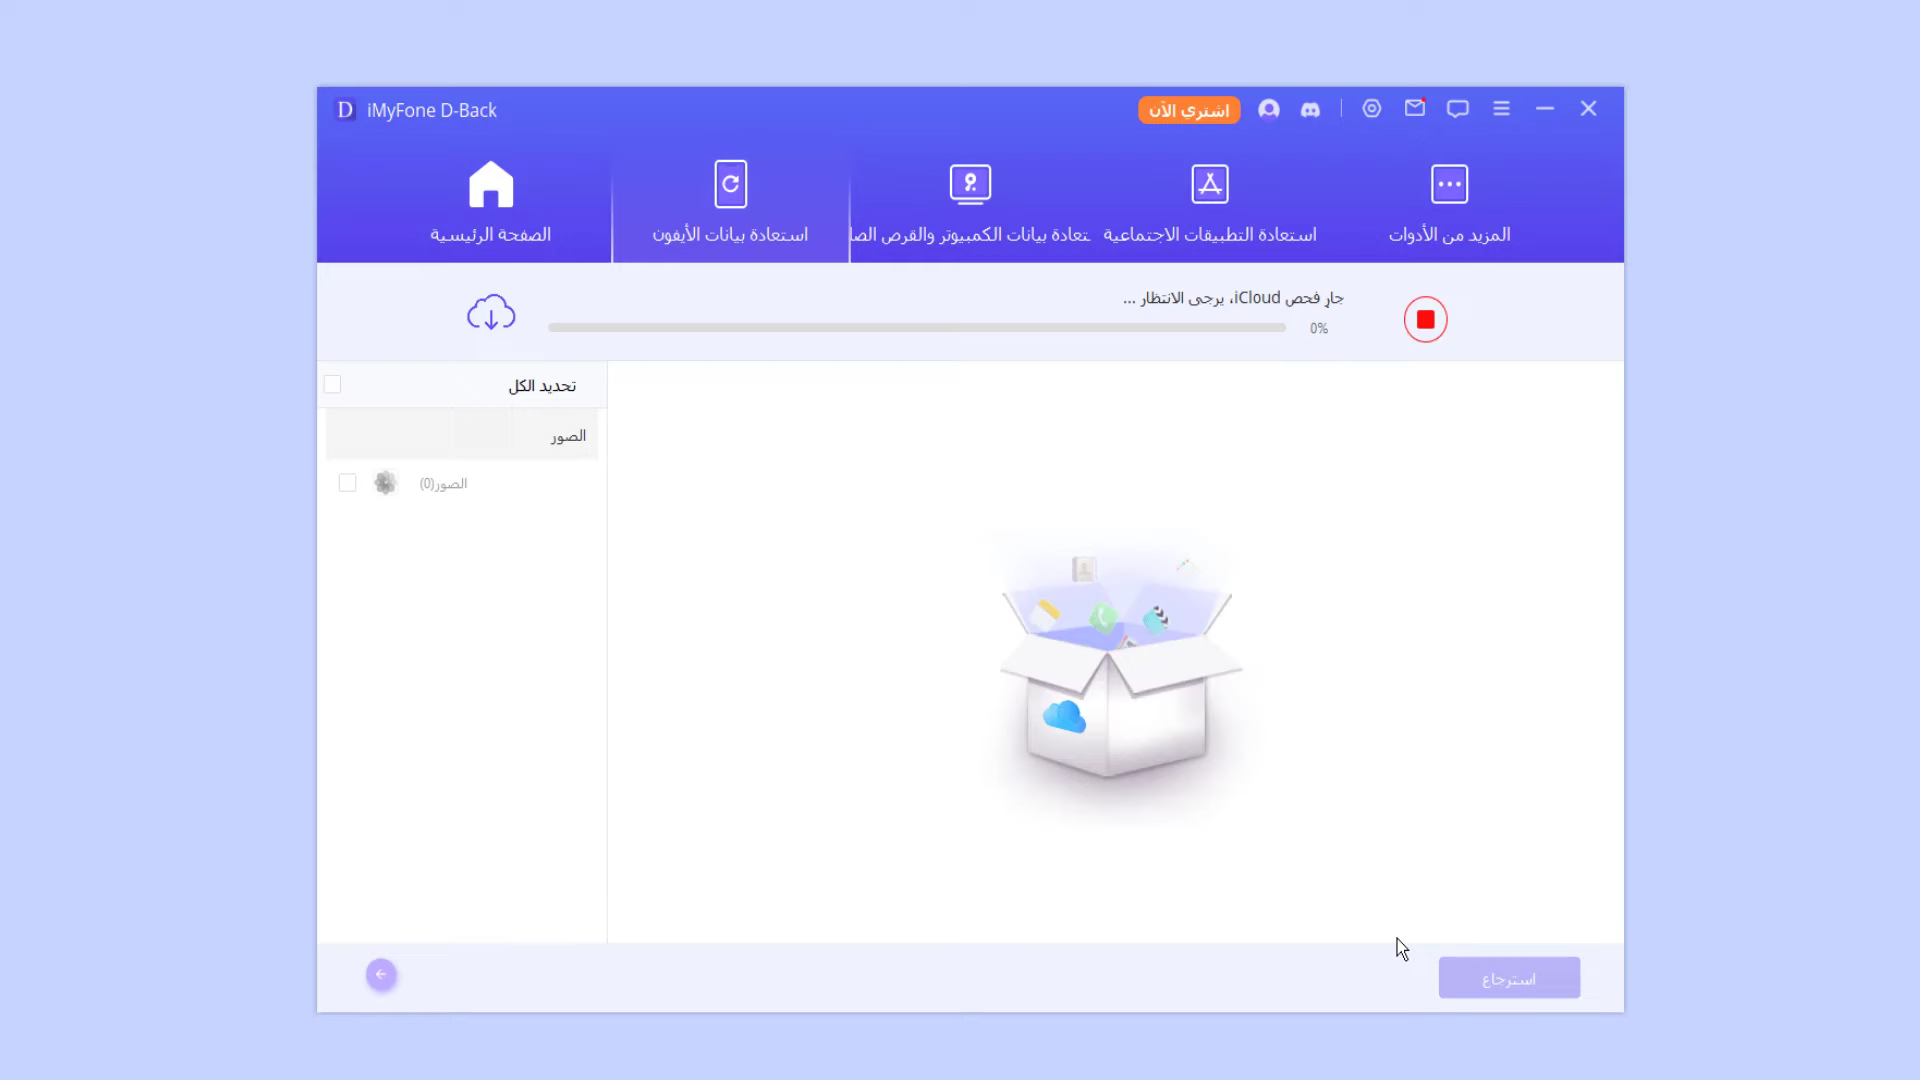 D iMyFone D-Back
اشتري الآن
الصفحة الرئيسية
استعادة بيانات الأيفون
تعادة بيانات الكمبيوتر والقرص الصا
استعادة التطبيقات الاجتماعية
المزيد من الأدوات
جارٍ فحص iCloud، يرجى الانتظار ...
0%
تحديد الكل
الصور
الصور(0)
استرجاع